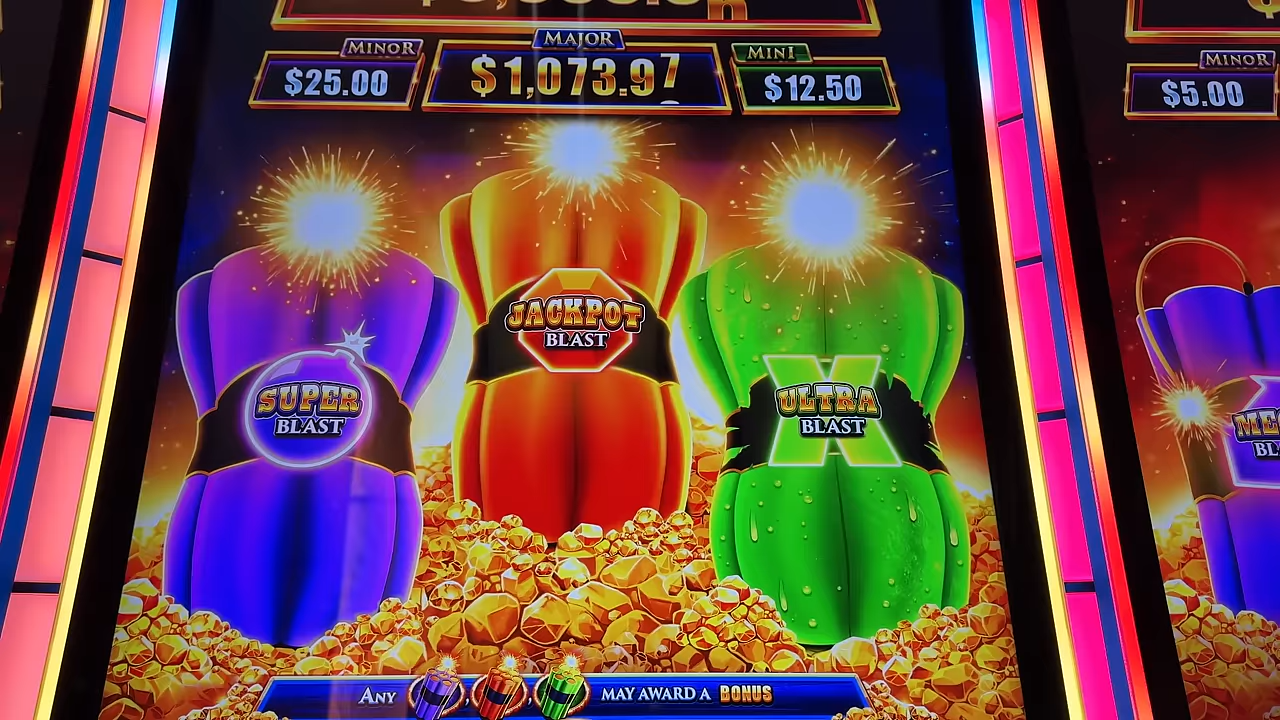 MINOR
$25.00
MAJOR
$1,073.97
MINI
$12.50
MINOR
$5.00
SUPER
BLAST
JACKPOT
BLAST
ULTRA
BLAST
ANY , , MAY AWARD A BONUS